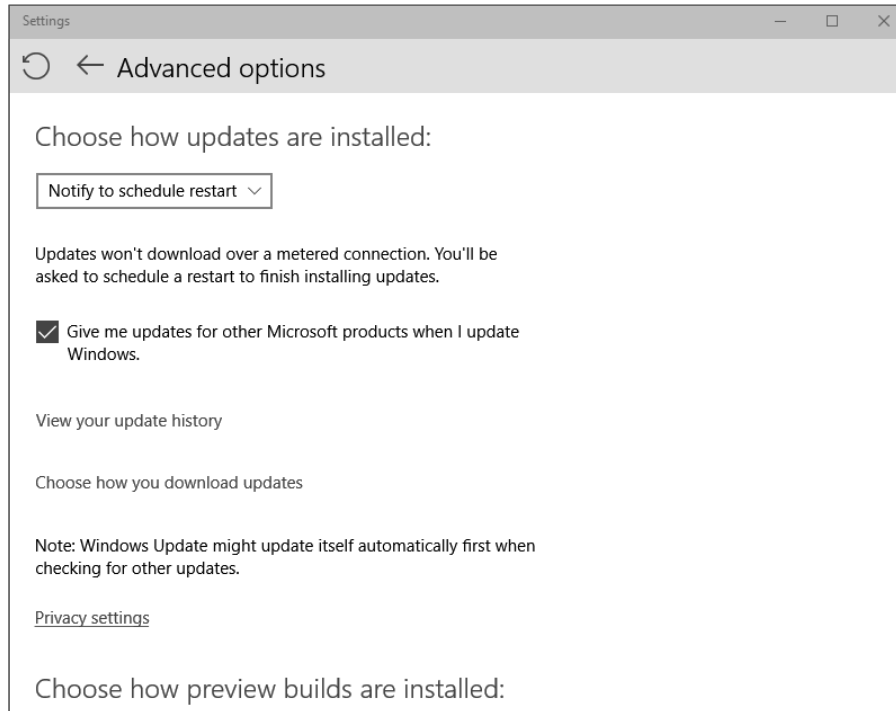 Settings
Advanced options
Choose how updates are installed:
Notify to schedule restart
Updates won't download over a metered connection. You'll be
asked to schedule a restart to finish installing updates.
Give me updates for other Microsoft products when I update
Windows.
View your update history
Choose how you download updates
Note: Windows Update might update itself automatically first when
checking for other updates.
Privacy settings
Choose how preview builds are installed: